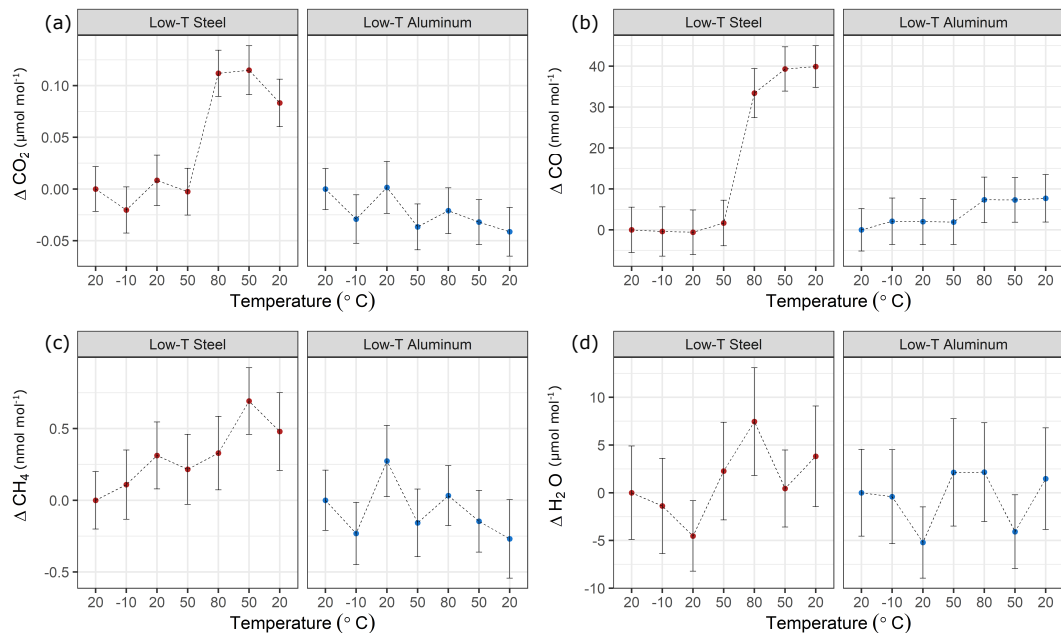 (a)
Low-T Steel
Low-T Aluminum
Δ CO₂ (μmol mol⁻¹)
0.10
0.05
0.00
-0.05
20 -10 20 50 80 50 20
20 -10 20 50 80 50 20
Temperature (° C)
Temperature (° C)
(b)
Low-T Steel
Low-T Aluminum
Δ CO (nmol mol⁻¹)
40
30
20
10
0
20 -10 20 50 80 50 20
20 -10 20 50 80 50 20
Temperature (° C)
Temperature (° C)
(c)
Low-T Steel
Low-T Aluminum
Δ CH₄ (nmol mol⁻¹)
0.5
0.0
-0.5
20 -10 20 50 80 50 20
20 -10 20 50 80 50 20
Temperature (° C)
Temperature (° C)
(d)
Low-T Steel
Low-T Aluminum
Δ H₂ O (μmol mol⁻¹)
10
5
0
-5
-10
20 -10 20 50 80 50 20
20 -10 20 50 80 50 20
Temperature (° C)
Temperature (° C)